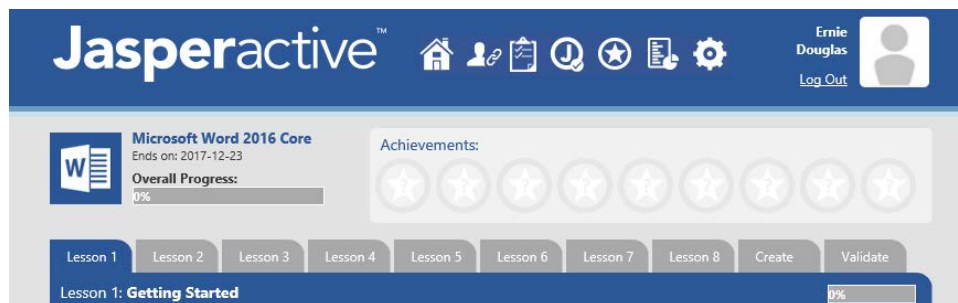 Jasperactive™
Ernie
Douglas
Log Out
W
Microsoft Word 2016 Core
Ends on: 2017-12-23
Overall Progress:
0%
Achievements:
? ? ? ? ? ? ? ? ?
Lesson 1 Lesson 2 Lesson 3 Lesson 4 Lesson 5 Lesson 6 Lesson 7 Lesson 8 Create Validate
Lesson 1: Getting Started 0%